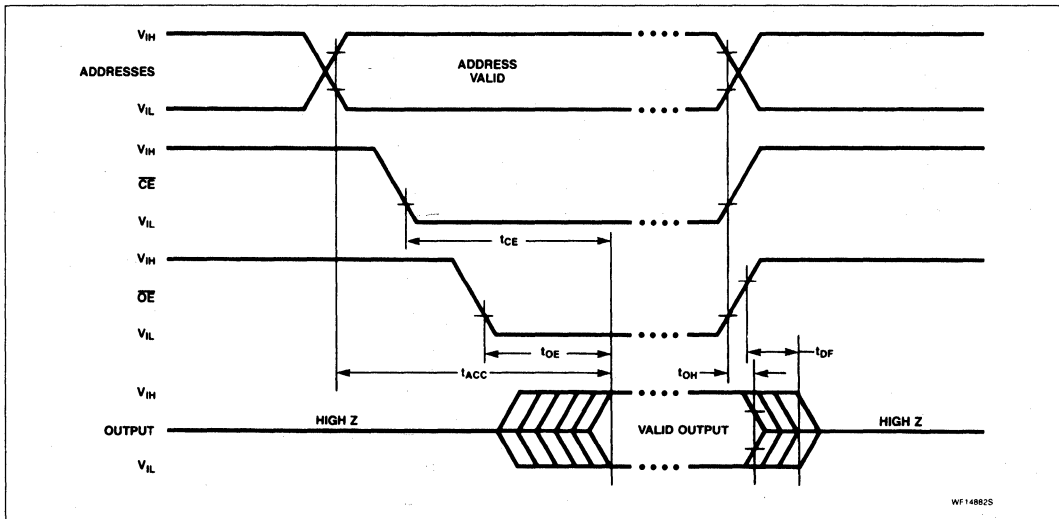 VIH
ADDRESSES
ADDRESS
VALID
VIL
VIH
CE
VIL
tCE
VIH
OE
VIL
tOE
tDF
tACC
tOH
VIH
HIGH Z
OUTPUT
VALID OUTPUT
HIGH Z
VIL
WF14882S